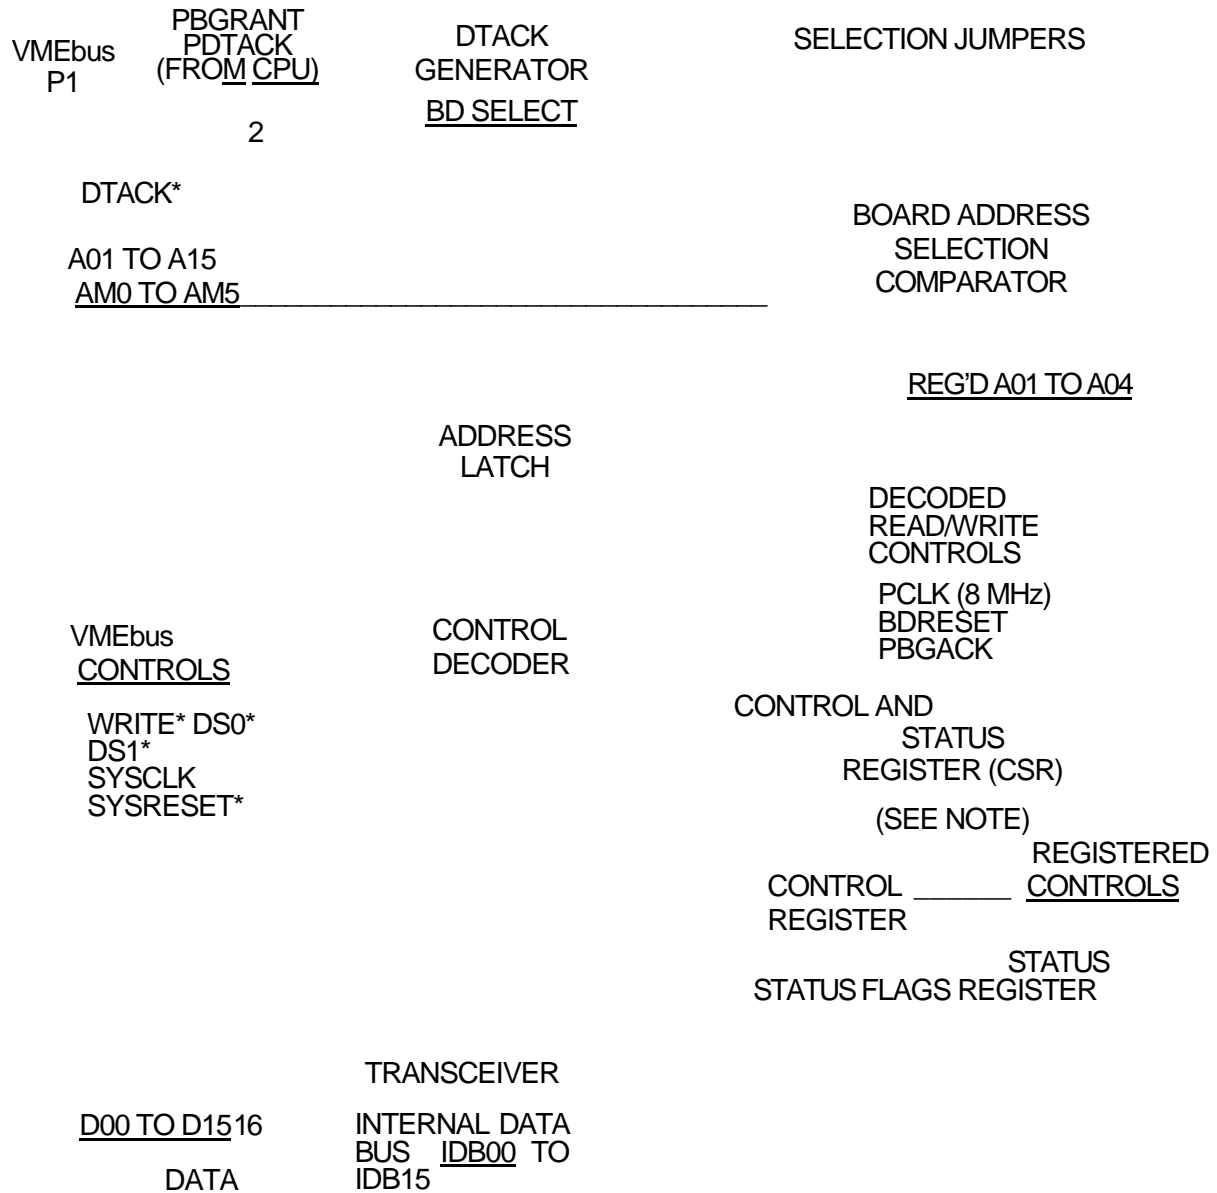 VMEbus
P1
PBGRANT
PDTACK
(FROM CPU)
2
DTACK
GENERATOR
BD SELECT
SELECTION JUMPERS
DTACK*
A01 TO A15
AM0 TO AM5
BOARD ADDRESS
SELECTION
COMPARATOR
REG'D A01 TO A04
ADDRESS
LATCH
DECODED
READ/WRITE
CONTROLS
PCLK (8 MHz)
BDRESET
PBGACK
VMEbus
CONTROLS
CONTROL
DECODER
WRITE* DS0*
DS1*
SYSCLK
SYSRESET*
CONTROL AND
STATUS
REGISTER (CSR)
(SEE NOTE)
REGISTERED
CONTROL ______ CONTROLS
REGISTER
STATUS
STATUS FLAGS REGISTER
TRANSCEIVER
D00 TO D15 16
DATA
INTERNAL DATA
BUS IDB00 TO
IDB15